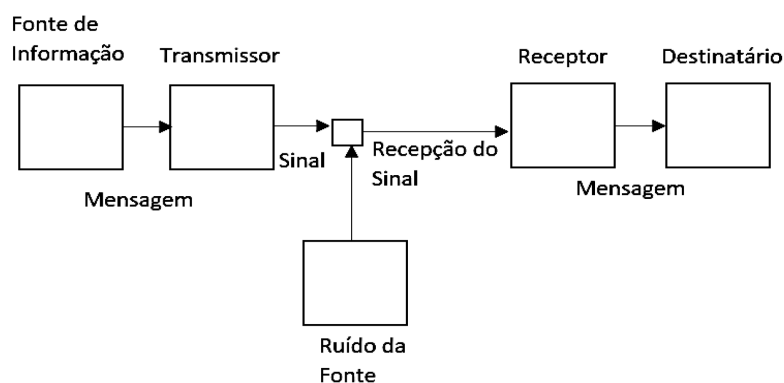 Fonte de
Informação
Transmissor
Receptor
Destinatário
Sinal
Recepção do
Sinal
Mensagem
Mensagem
Ruído da
Fonte